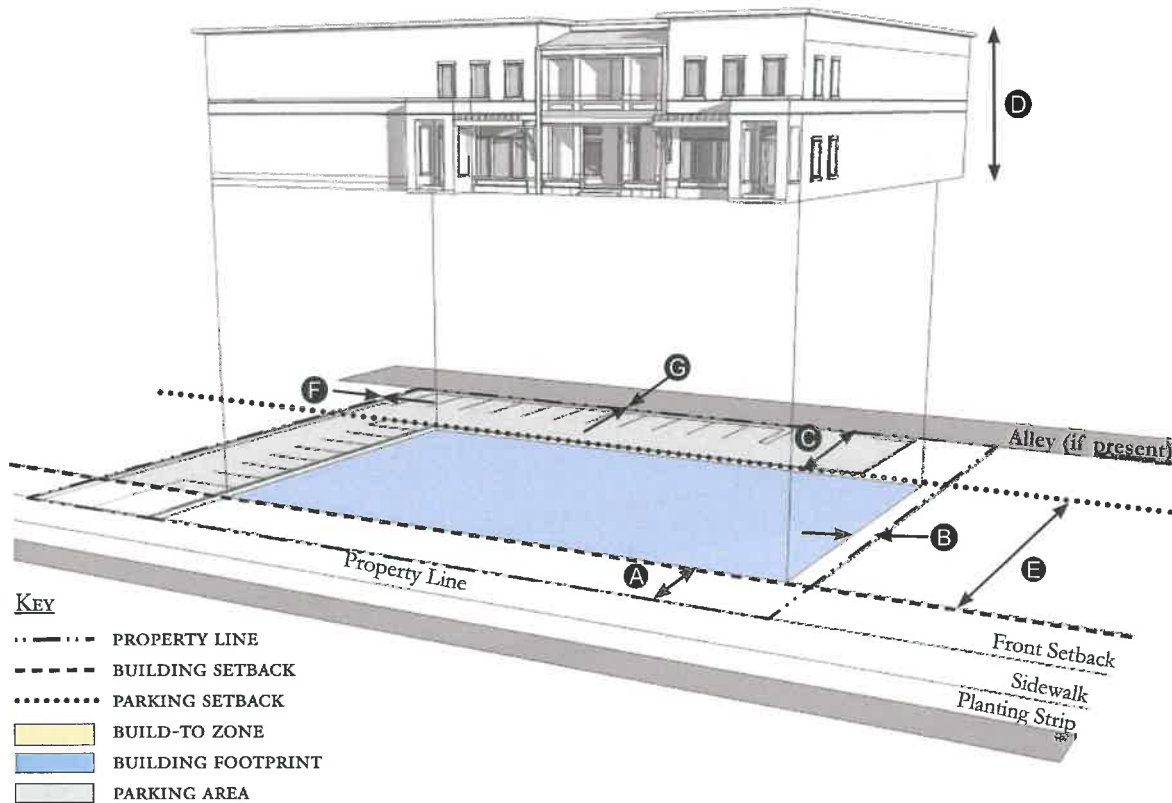 D
G
F
C
Alley (if present)
B
A
E
Property Line
Front Setback
Sidewalk
Planting Strip
KEY
PROPERTY LINE
BUILDING SETBACK
PARKING SETBACK
BUILD-TO ZONE
BUILDING FOOTPRINT
PARKING AREA